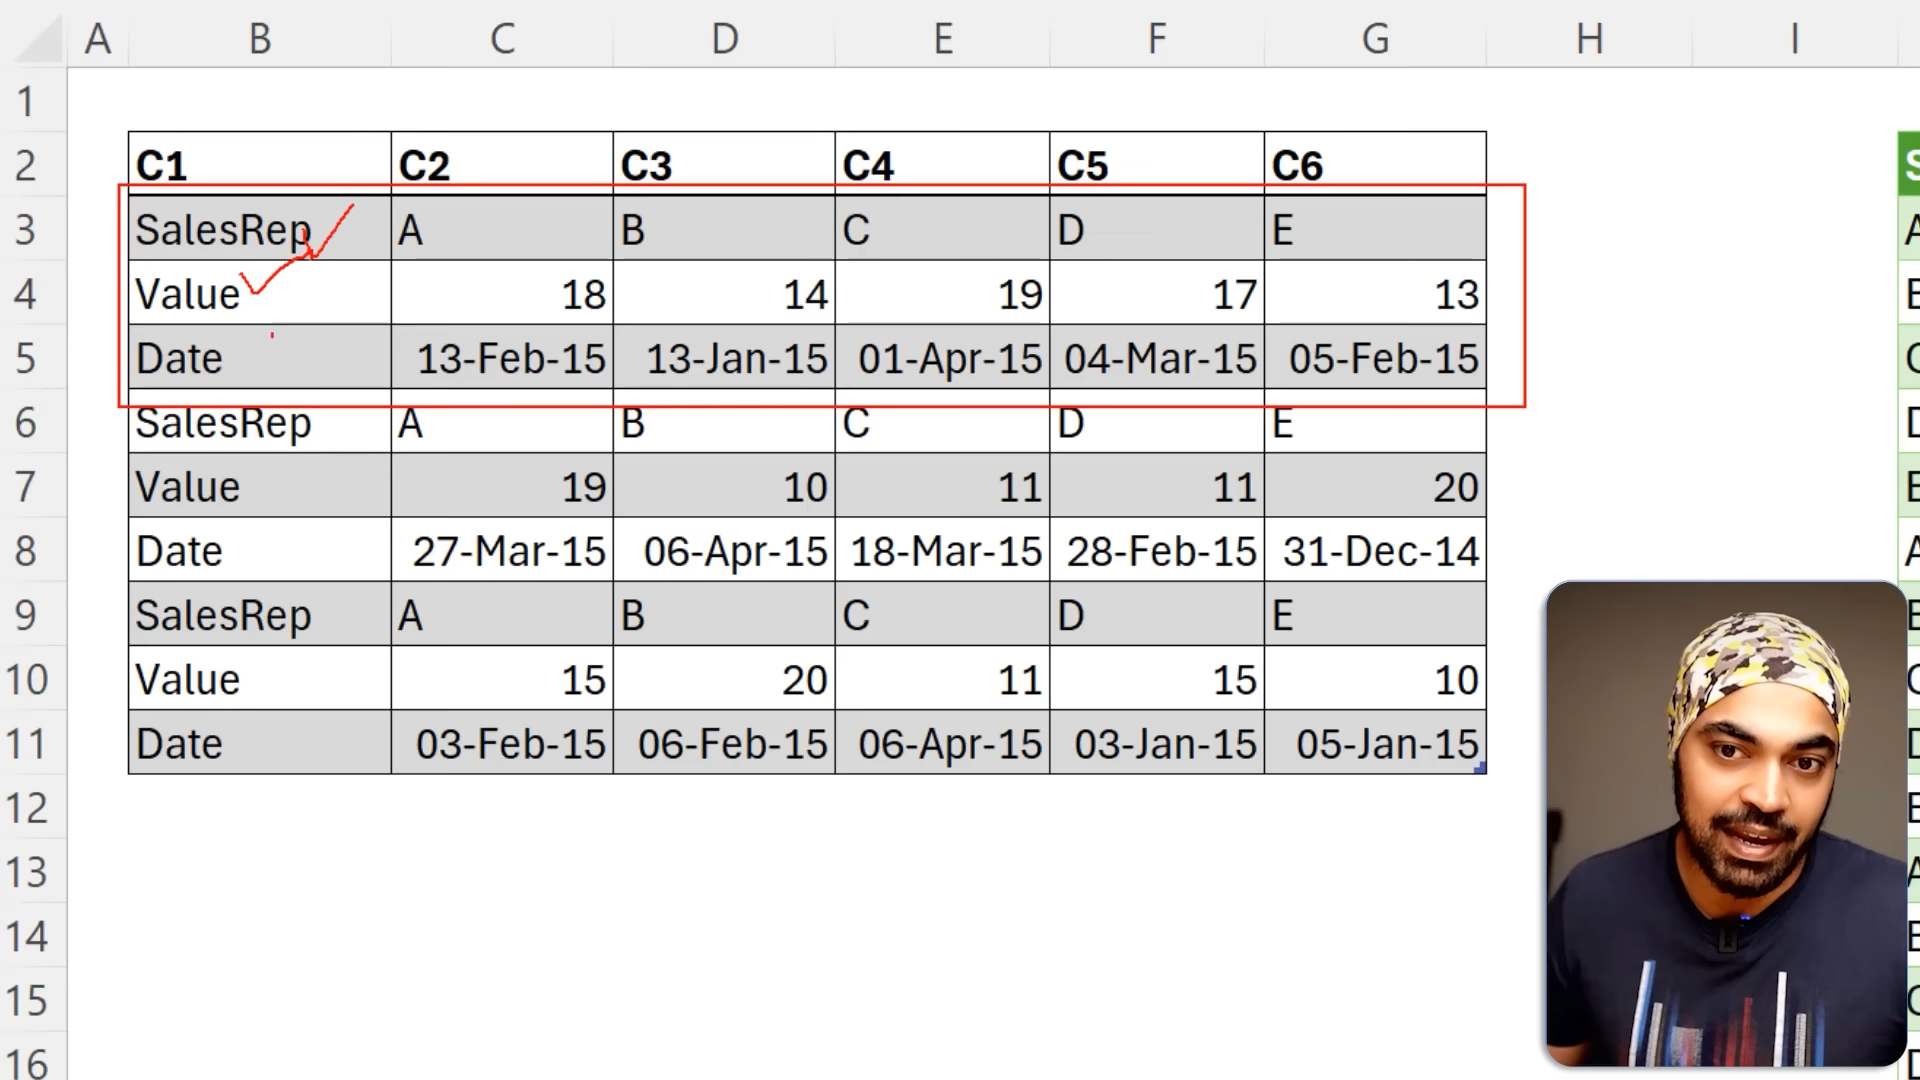 A B C D E F G H I
1
2 C1 C2 C3 C4 C5 C6 S
3 SalesRep A B C D E A
4 Value 18 14 19 17 13
5 Date 13-Feb-15 13-Jan-15 01-Apr-15 04-Mar-15 05-Feb-15
6 SalesRep A B C D E
7 Value 19 10 11 11 20
8 Date 27-Mar-15 06-Apr-15 18-Mar-15 28-Feb-15 31-Dec-14 A
9 SalesRep A B C D E
10 Value 15 20 11 15 10
11 Date 03-Feb-15 06-Feb-15 06-Apr-15 03-Jan-15 05-Jan-15
12
13
14
15
16